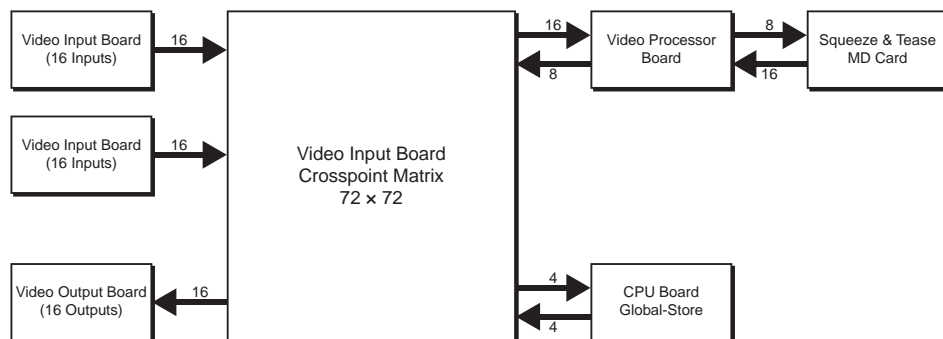 Video Input Board
(16 Inputs)
16
Video Input Board
(16 Inputs)
16
Video Output Board
(16 Outputs)
16
Video Input Board
Crosspoint Matrix
72 × 72
16
8
Video Processor
Board
8
16
Squeeze & Tease
MD Card
4
4
CPU Board
Global-Store